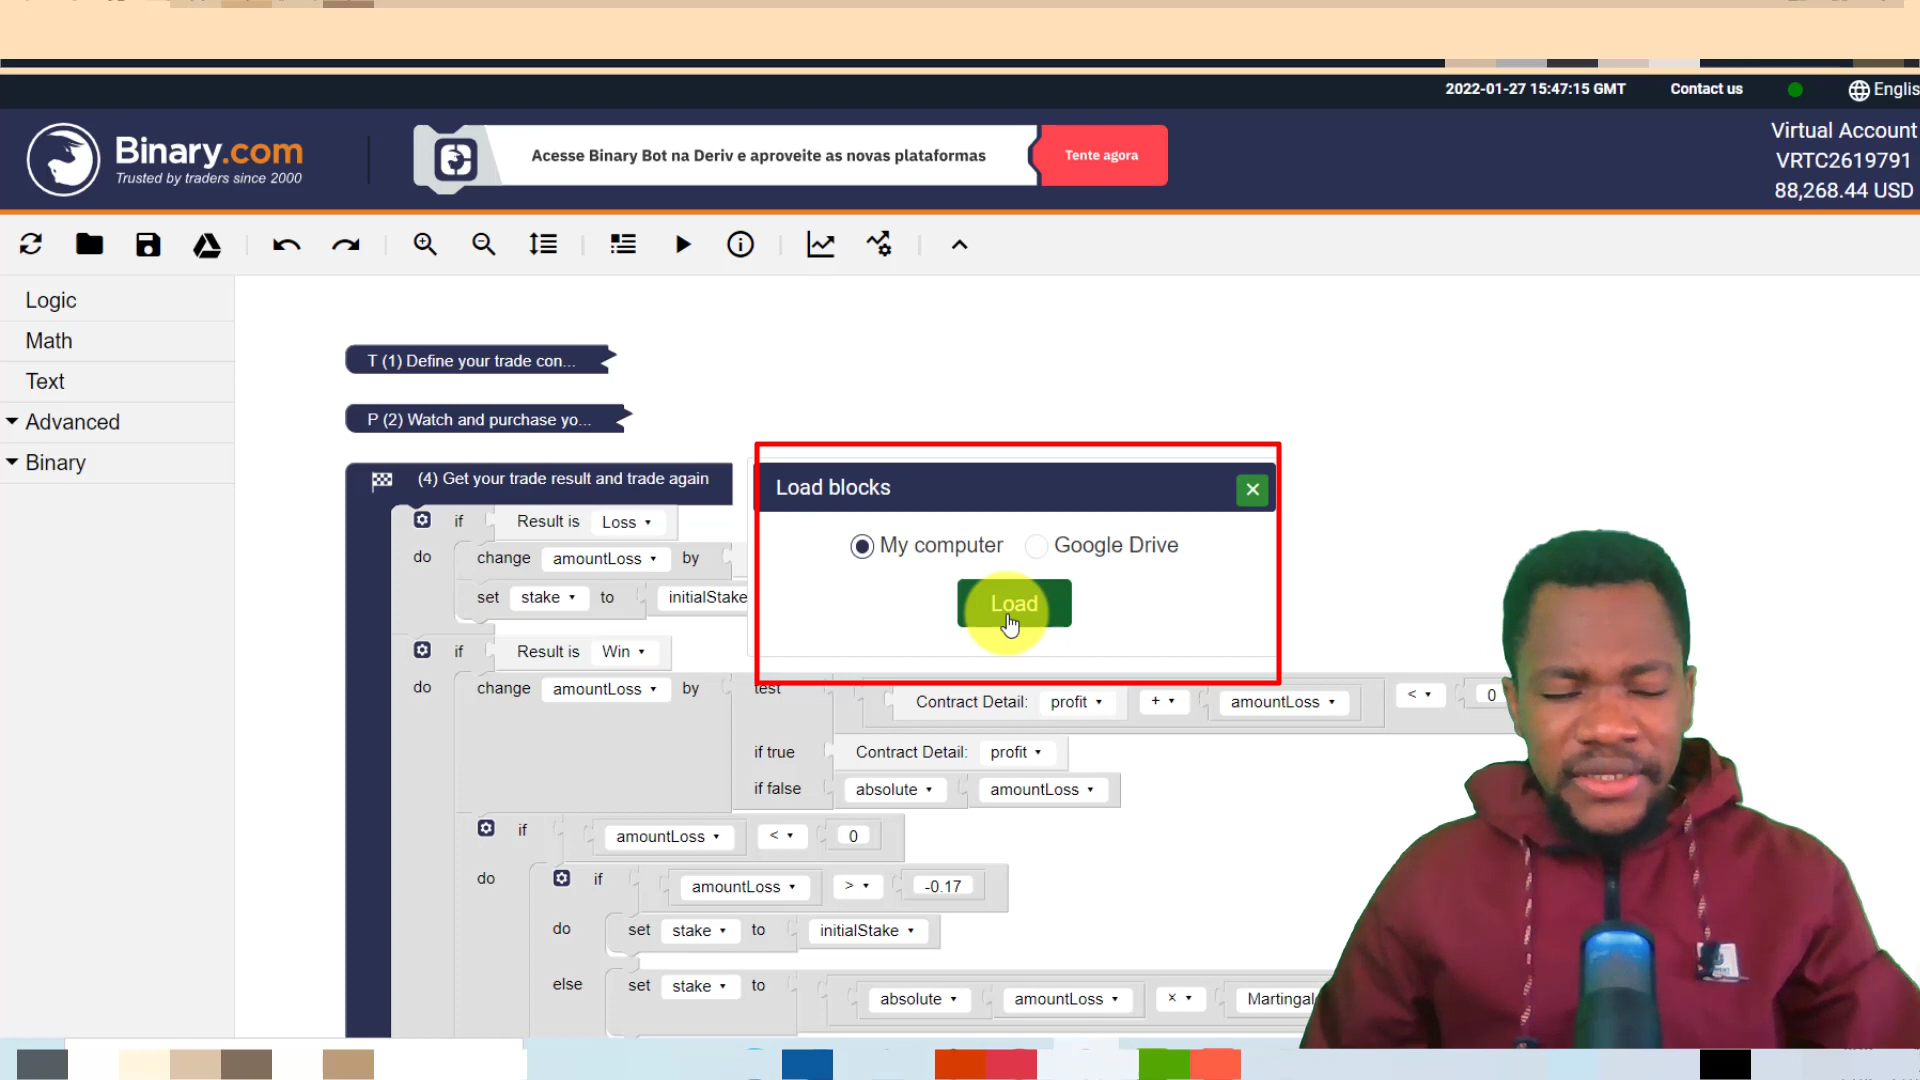 2022-01-27 15:47:15 GMT Contact us Englis
Binary.com
Trusted by traders since 2000
Acesse Binary Bot na Deriv e aproveite as novas plataformas
Tente agora
Virtual Account
VRTC2619791
88,268.44 USD
Logic
Math
Text
Advanced
Binary
T (1) Define your trade con...
P (2) Watch and purchase yo...
(4) Get your trade result and trade again
if Result is Loss
do change amountLoss by
set stake to initialStake
Load blocks
My computer Google Drive
Load
if Result is Win
do change amountLoss by test Contract Detail: profit + amountLoss < 0
if true Contract Detail: profit
if false absolute amountLoss
if amountLoss < 0
do if amountLoss > -0.17
do set stake to initialStake
else set stake to absolute amountLoss × Martingal